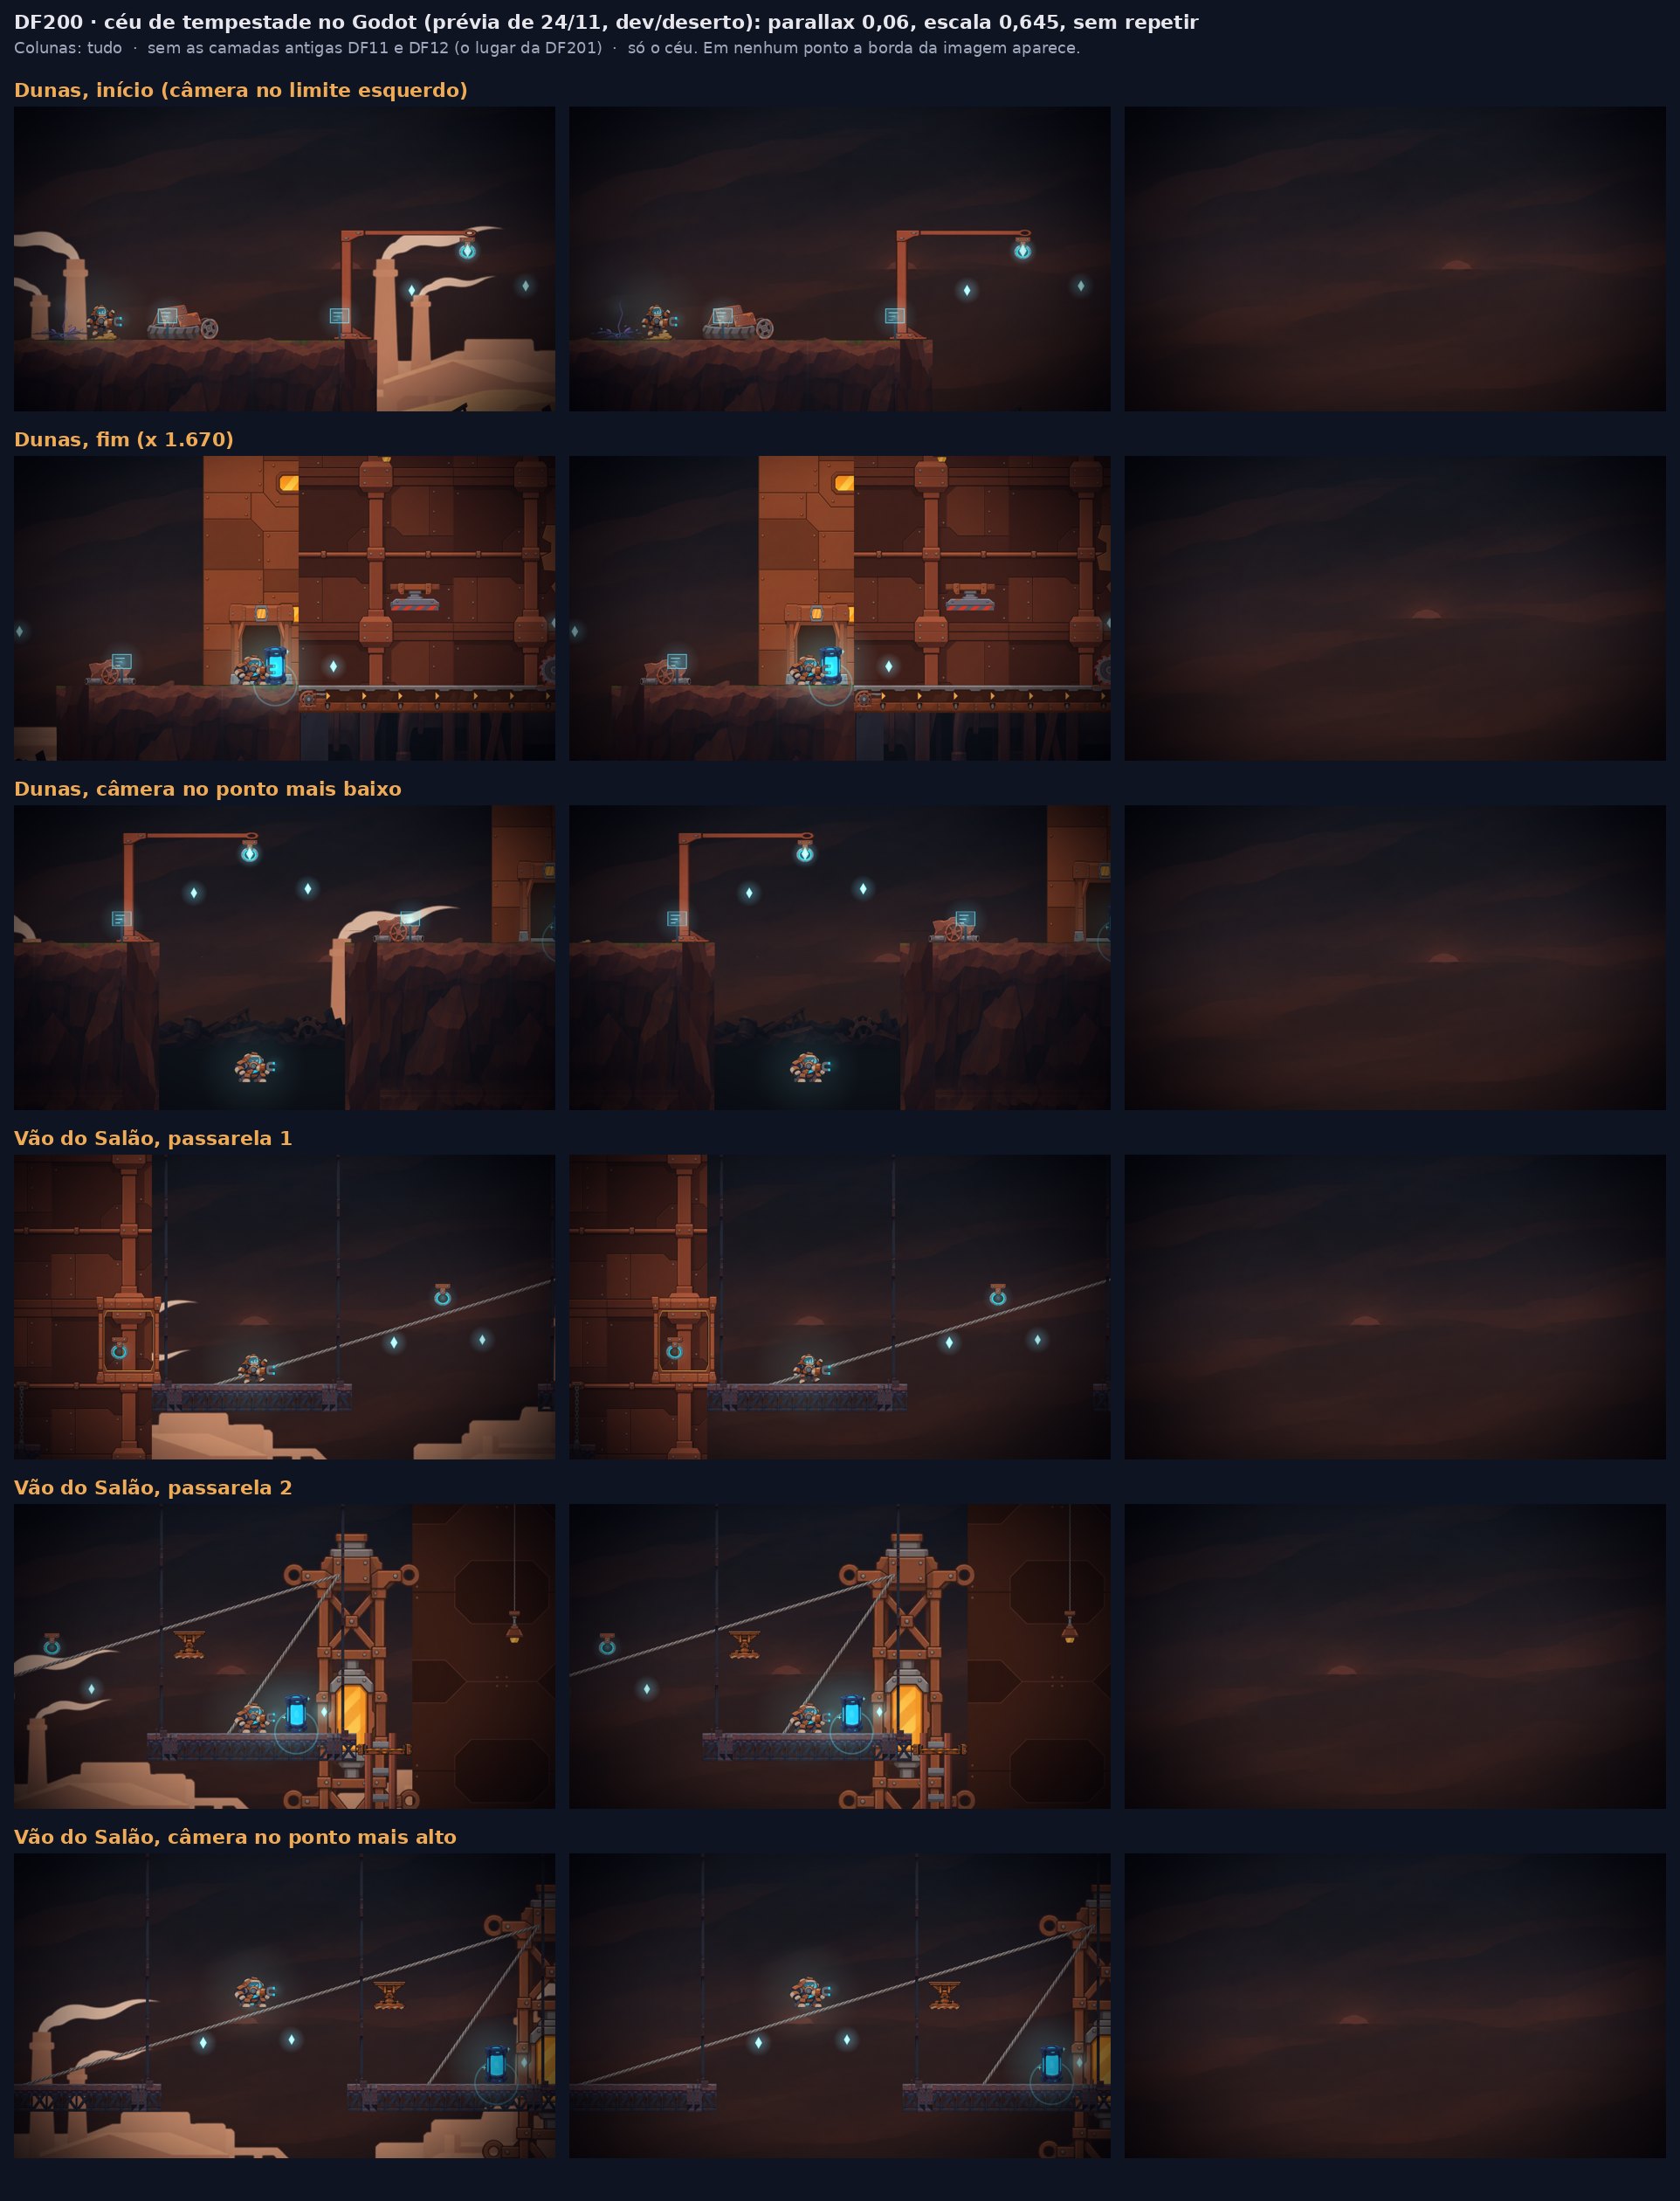 DF200 · céu de tempestade no Godot (prévia de 24/11, dev/deserto): parallax 0,06, escala 0,645, sem repetir
Colunas: tudo · sem as camadas antigas DF11 e DF12 (o lugar da DF201) · só o céu. Em nenhum ponto a borda da imagem aparece.
Dunas, início (câmera no limite esquerdo)
Dunas, fim (x 1.670)
Dunas, câmera no ponto mais baixo
Vão do Salão, passarela 1
Vão do Salão, passarela 2
Vão do Salão, câmera no ponto mais alto